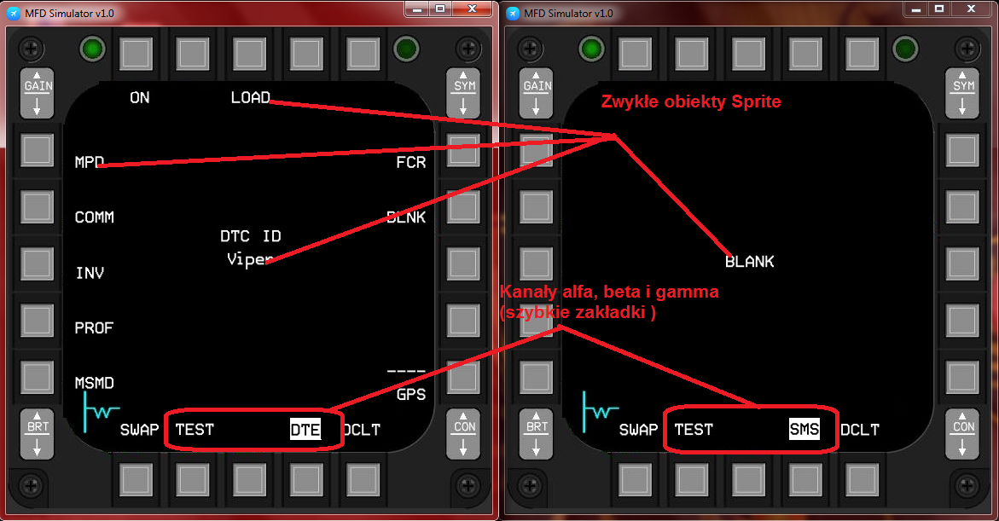 MFD Simulator v1.0
GAIN
SYM
ON LOAD
MPD FCR
COMM BLNK
DTC ID
Viper
INV
PROF
MSMD
----
GPS
BRT
CON
SWAP TEST DTE DCLT
MFD Simulator v1.0
GAIN
SYM
Zwykłe obiekty Sprite
BLANK
Kanały alfa, beta i gamma
(szybkie zakładki )
BRT
CON
SWAP TEST SMS DCLT